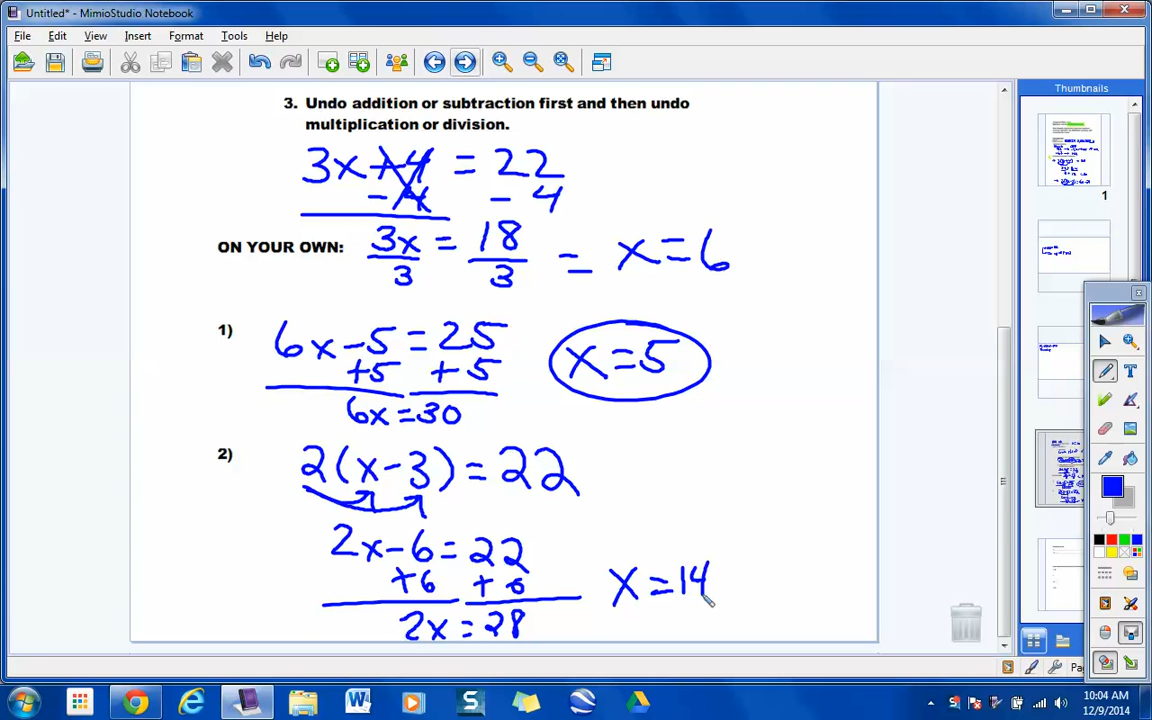 Untitled* - MimioStudio Notebook
File Edit View Insert Format Tools Help
Thumbnails
3. Undo addition or subtraction first and then undo
multiplication or division.
3x + 4 = 22
- 4 - 4
ON YOUR OWN: 3x/3 = 18/3 = x = 6
1) 6x - 5 = 25
+5 + 5
x = 5
6x = 30
2) 2(x - 3) = 22
2x - 6 = 22
+6 + 6
x = 14
2x = 28
1
Pa
10:04 AM
12/9/2014